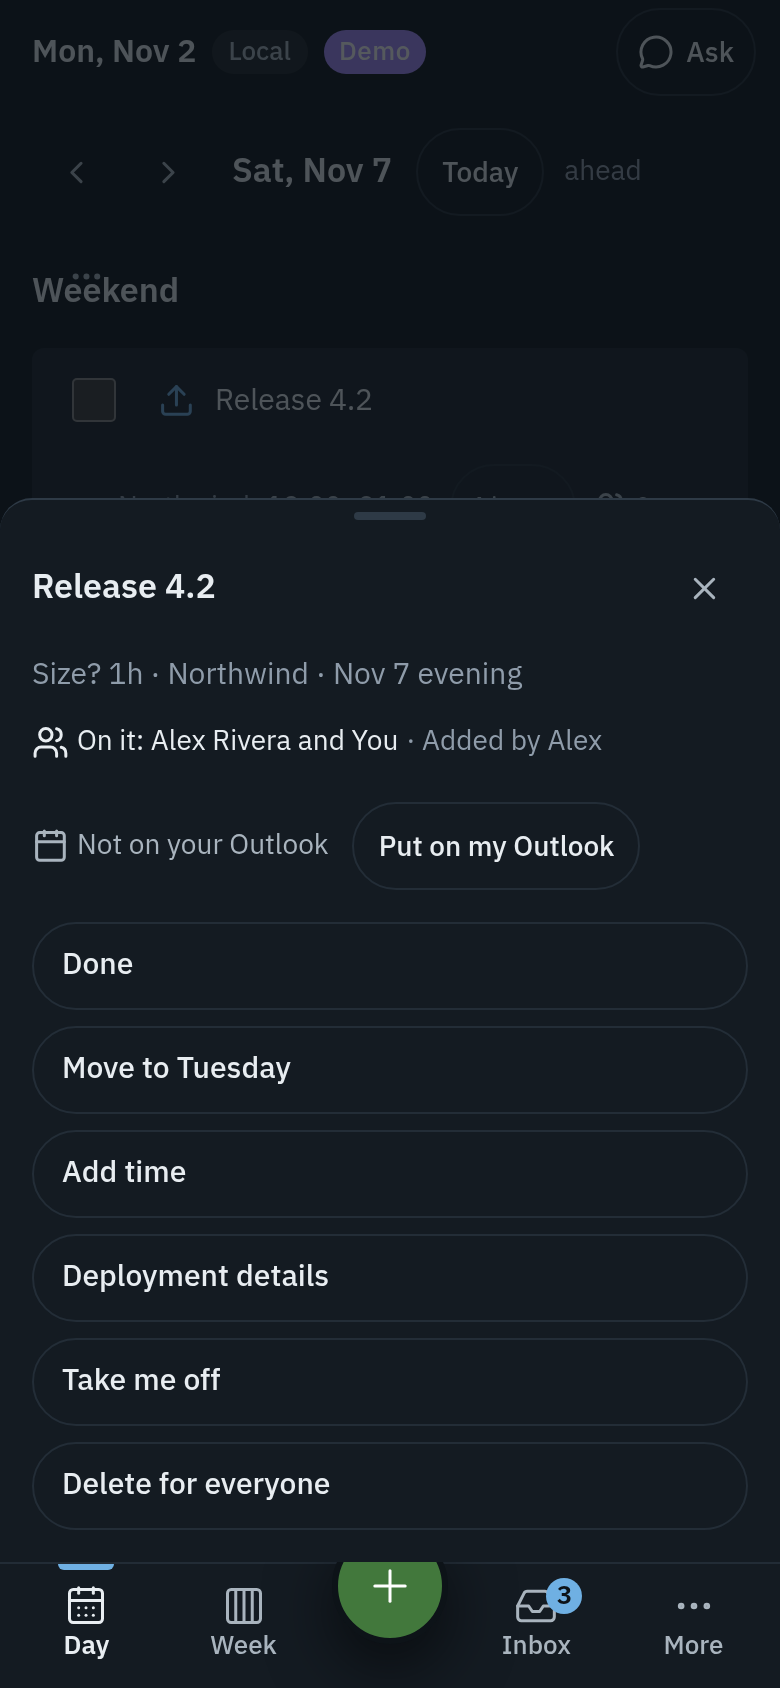 Mon, Nov 2 Local Demo Ask
Sat, Nov 7 Today ahead
Weekend
Release 4.2
Release 4.2
Size? 1h · Northwind · Nov 7 evening
On it: Alex Rivera and You · Added by Alex
Not on your Outlook Put on my Outlook
Done
Move to Tuesday
Add time
Deployment details
Take me off
Delete for everyone
Day Week Inbox 3 More